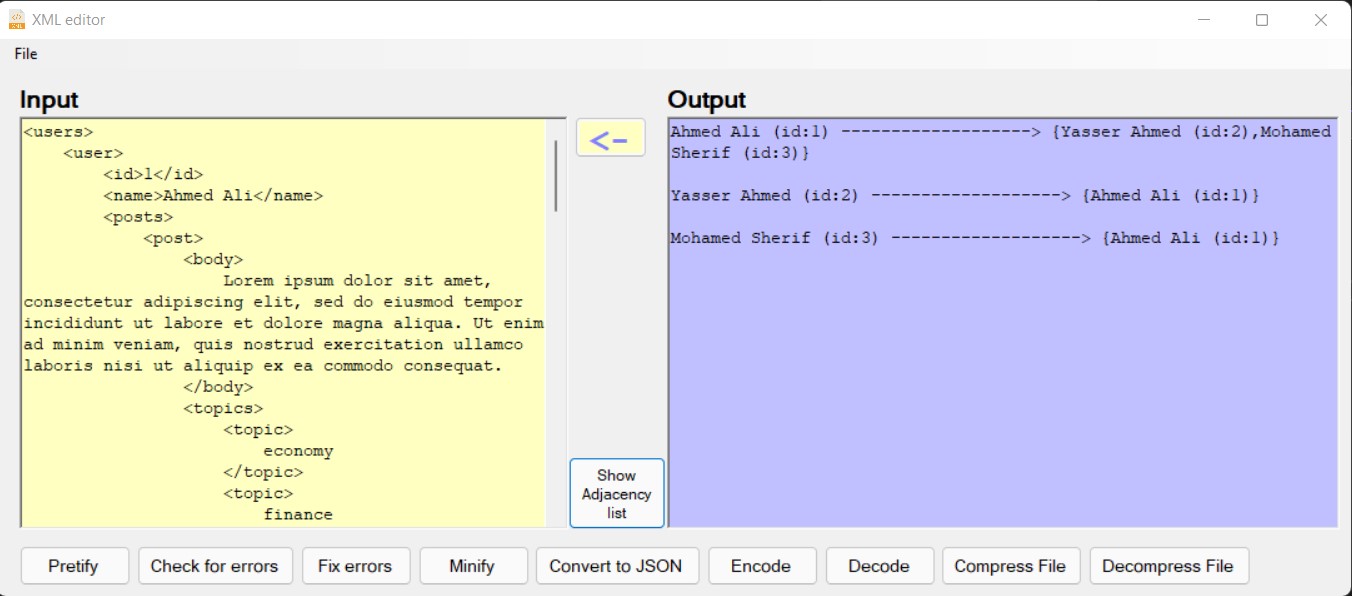 XML editor
File
Input
<users>
<user>
<id>1</id>
<name>Ahmed Ali</name>
<posts>
<post>
<body>
Lorem ipsum dolor sit amet,
consectetur adipiscing elit, sed do eiusmod tempor
incididunt ut labore et dolore magna aliqua. Ut enim
ad minim veniam, quis nostrud exercitation ullamco
laboris nisi ut aliquip ex ea commodo consequat.
</body>
<topics>
<topic>
economy
</topic>
<topic>
finance
<-
Show
Adjacency
list
Output
Ahmed Ali (id:1) -------------------> {Yasser Ahmed (id:2),Mohamed
Sherif (id:3)}
Yasser Ahmed (id:2) -------------------> {Ahmed Ali (id:1)}
Mohamed Sherif (id:3) -------------------> {Ahmed Ali (id:1)}
Pretify
Check for errors
Fix errors
Minify
Convert to JSON
Encode
Decode
Compress File
Decompress File